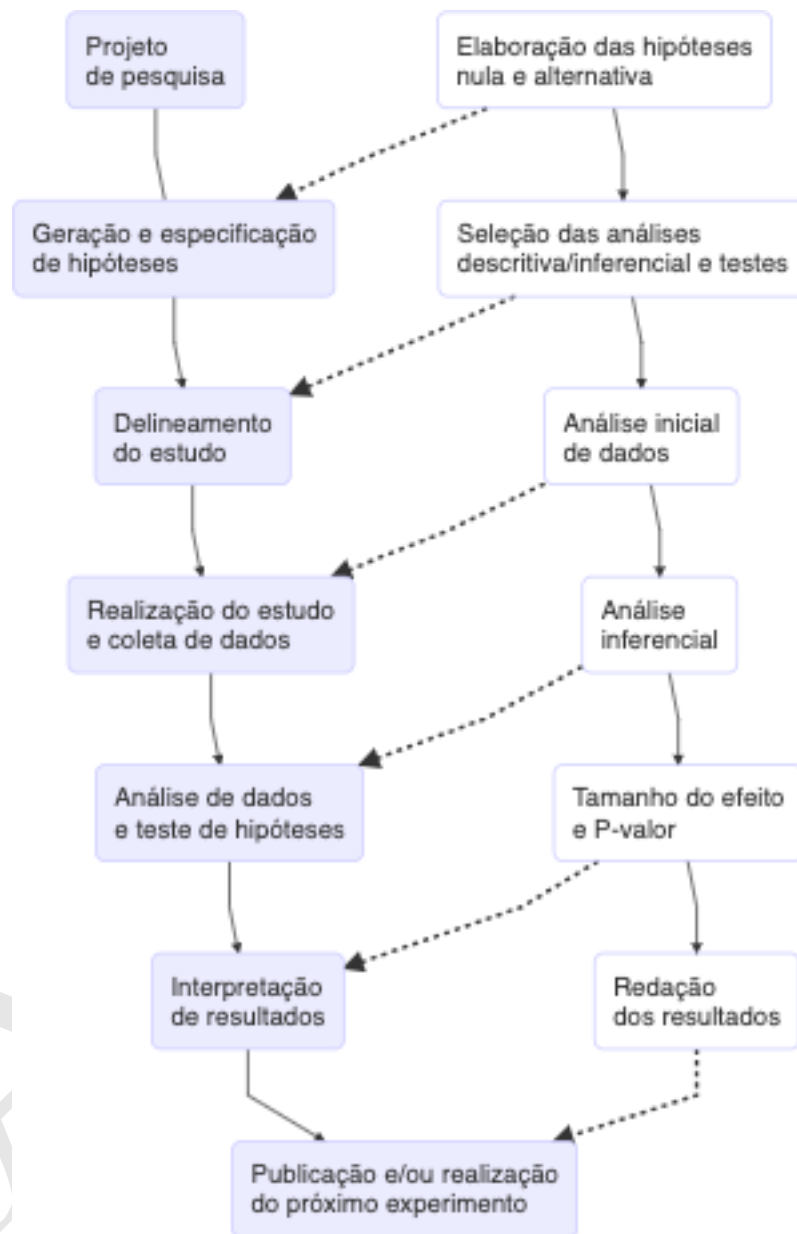 Projeto
de pesquisa
Elaboração das hipóteses
nula e alternativa
Geração e especificação
de hipóteses
Seleção das análises
descritiva/inferencial e testes
Delineamento
do estudo
Análise inicial
de dados
Realização do estudo
e coleta de dados
Análise
inferencial
Análise de dados
e teste de hipóteses
Tamanho do efeito
e P-valor
Interpretação
de resultados
Redação
dos resultados
Publicação e/ou realização
do próximo experimento